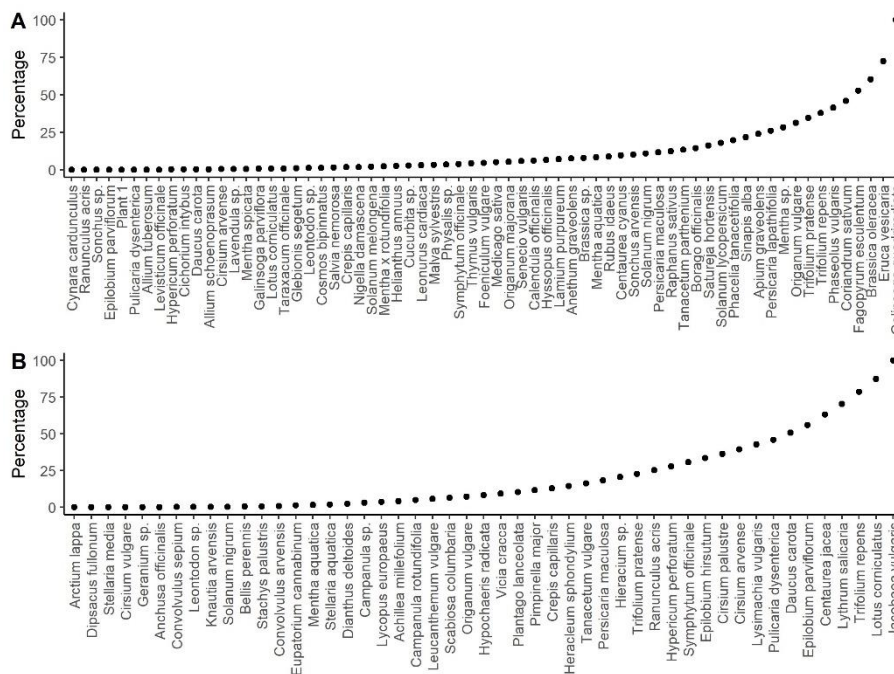 A
Percentage
100
75
50
25
0
Cynara cardunculus
Ranunculus acris
Sonchus sp.
Epilobium parviflorum
Plant 1
Pulicaria dysenterica
Allium tuberosum
Levisticum officinale
Hypericum perforatum
Cichorium intybus
Daucus carota
Allium schoenoprasum
Cirsium arvense
Lavendula sp.
Mentha spicata
Galinsoga parviflora
Lotus corniculatus
Taraxacum officinale
Glebionis segetum
Leontodon sp.
Cosmos bipinnatus
Salvia nemorosa
Crepis capillaris
Nigella damascena
Solanum melongena
Mentha x rotundifolia
Helianthus annuus
Cucurbita sp.
Leonurus cardiaca
Malva sylvestris
Physalis sp.
Symphytum officinale
Thymus vulgaris
Foeniculum vulgare
Medicago sativa
Origanum majorana
Senecio vulgaris
Calendula officinalis
Hyssopus officinalis
Lamium purpureum
Anethum graveolens
Brassica sp.
Mentha aquatica
Rubus idaeus
Centaurea cyanus
Sonchus arvensis
Solanum nigrum
Persicaria maculosa
Raphanus sativus
Tanacetum parthenium
Borago officinalis
Satureja hortensis
Solanum lycopersicum
Phacelia tanacetifolia
Sinapis alba
Apium graveolens
Persicaria lapathifolia
Mentha sp.
Origanum vulgare
Trifolium pratense
Trifolium repens
Phaseolus vulgaris
Coriandrum sativum
Fagopyrum esculentum
Brassica oleracea
Eruca vesicaria
B
Percentage
100
75
50
25
0
Arctium lappa
Dipsacus fullonum
Stellaria media
Cirsium vulgare
Geranium sp.
Anchusa officinalis
Convolvulus sepium
Leontodon sp.
Knautia arvensis
Solanum nigrum
Bellis perennis
Stachys palustris
Convolvulus arvensis
Eupatorium cannabinum
Mentha aquatica
Stellaria aquatica
Dianthus deltoides
Campanula sp.
Lycopus europaeus
Achillea millefolium
Campanula rotundifolia
Leucanthemum vulgare
Scabiosa columbaria
Origanum vulgare
Hypochaeris radicata
Vicia cracca
Plantago lanceolata
Pimpinella major
Crepis capillaris
Heracleum sphondylium
Tanacetum vulgare
Persicaria maculosa
Hieracium sp.
Trifolium pratense
Ranunculus acris
Hypericum perforatum
Symphytum officinale
Epilobium hirsutum
Cirsium palustre
Cirsium arvense
Lysimachia vulgaris
Pulicaria dysenterica
Daucus carota
Epilobium parviflorum
Centaurea jacea
Lythrum salicaria
Trifolium repens
Lotus corniculatus